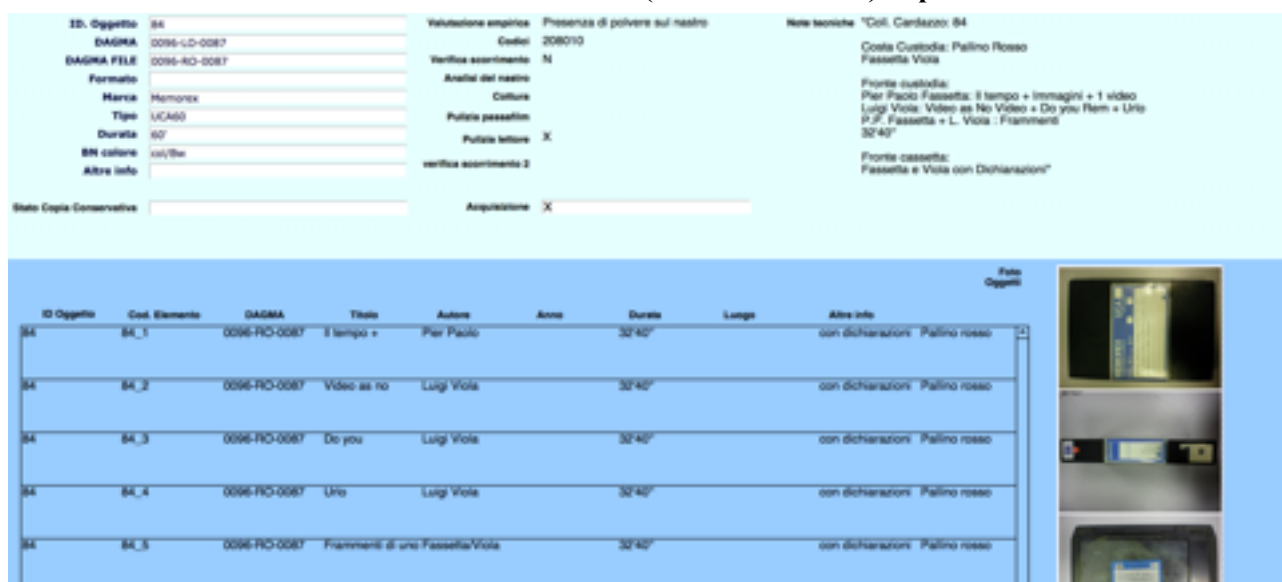 ID. Oggetto 84
DAGMA 0096-LO-0087
DAGMA FILE 0096-RO-0087
Formato
Marca Memorex
Tipo UCA60
Durata 60'
BN colore col/Bw
Altre info
Stato Copia Conservativa
Valutazione empirica Presenza di polvere sul nastro
Codici 208010
Verifica scorrimento N
Analisi del nastro
Cottura
Pulizia passafilm
Pulizia lettore X
verifica scorrimento 2
Acquisizione X
Note tecniche "Coll. Cardazzo: 84
Costa Custodia: Pallino Rosso
Fassetta Viola
Fronte custodia:
Pier Paolo Fassetta: Il tempo + Immagini + 1 video
Luigi Viola: Video as No Video + Do you Rem + Urlo
P.P. Fassetta + L. Viola : Frammenti
32'40"
Fronte cassetta:
Fassetta e Viola con Dichiarazioni"
Foto
Oggetti
ID Oggetto Cod. Elemento DAGMA Titolo Autore Anno Durata Luogo Altre info
84 84_1 0096-RO-0087 Il tempo + Pier Paolo 32'40" con dichiarazioni Pallino rosso
84 84_2 0096-RO-0087 Video as no Luigi Viola 32'40" con dichiarazioni Pallino rosso
84 84_3 0096-RO-0087 Do you Luigi Viola 32'40" con dichiarazioni Pallino rosso
84 84_4 0096-RO-0087 Urlo Luigi Viola 32'40" con dichiarazioni Pallino rosso
84 84_5 0096-RO-0087 Frammenti di uno Fassetta/Viola 32'40" con dichiarazioni Pallino rosso